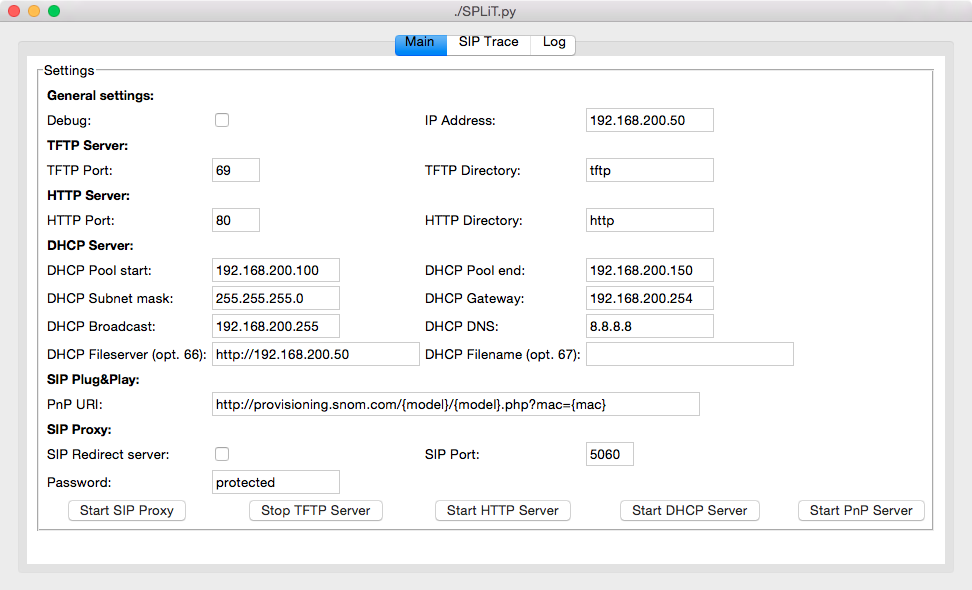 ./SPLiT.py
Main SIP Trace Log
Settings
General settings:
Debug: IP Address: 192.168.200.50
TFTP Server:
TFTP Port: 69 TFTP Directory: tftp
HTTP Server:
HTTP Port: 80 HTTP Directory: http
DHCP Server:
DHCP Pool start: 192.168.200.100 DHCP Pool end: 192.168.200.150
DHCP Subnet mask: 255.255.255.0 DHCP Gateway: 192.168.200.254
DHCP Broadcast: 192.168.200.255 DHCP DNS: 8.8.8.8
DHCP Fileserver (opt. 66): http://192.168.200.50 DHCP Filename (opt. 67):
SIP Plug&Play:
PnP URI: http://provisioning.snom.com/{model}/{model}.php?mac={mac}
SIP Proxy:
SIP Redirect server: SIP Port: 5060
Password: protected
Start SIP Proxy Stop TFTP Server Start HTTP Server Start DHCP Server Start PnP Server